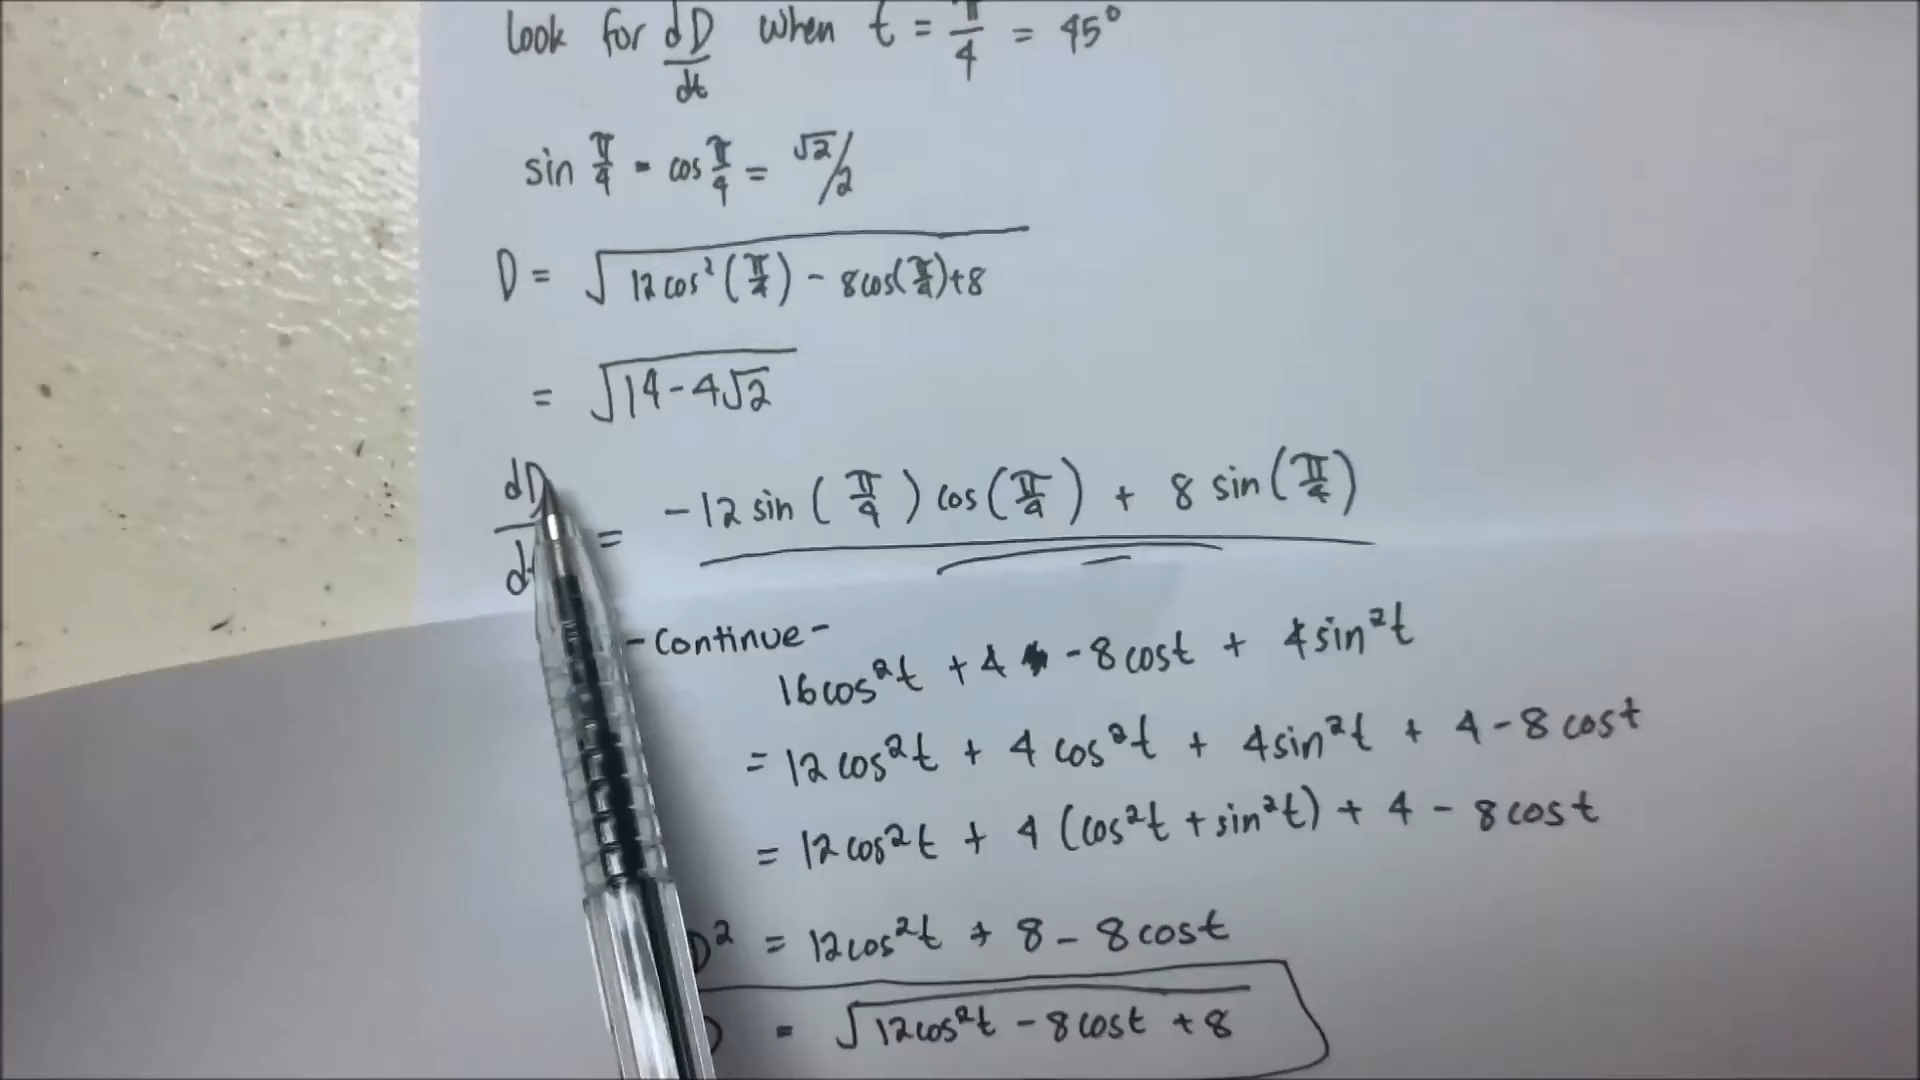 look for dD/dt when t = π/4 = 45°
sin π/4 = cos π/4 = √2/2
D = √(12cos²(π/4) - 8cos(π/4)+8)
= √(14-4√2)
dD = -12 sin (π/4) cos(π/4) + 8 sin(π/4)
-continue-
16cos²t + 4 - 8cost + 4sin²t
= 12cos²t + 4cos²t + 4sin²t + 4-8cost
= 12cos²t + 4 (cos²t + sin²t) + 4 - 8cost
D² = 12cos²t + 8 - 8cost
= √(12cos²t - 8cost + 8)